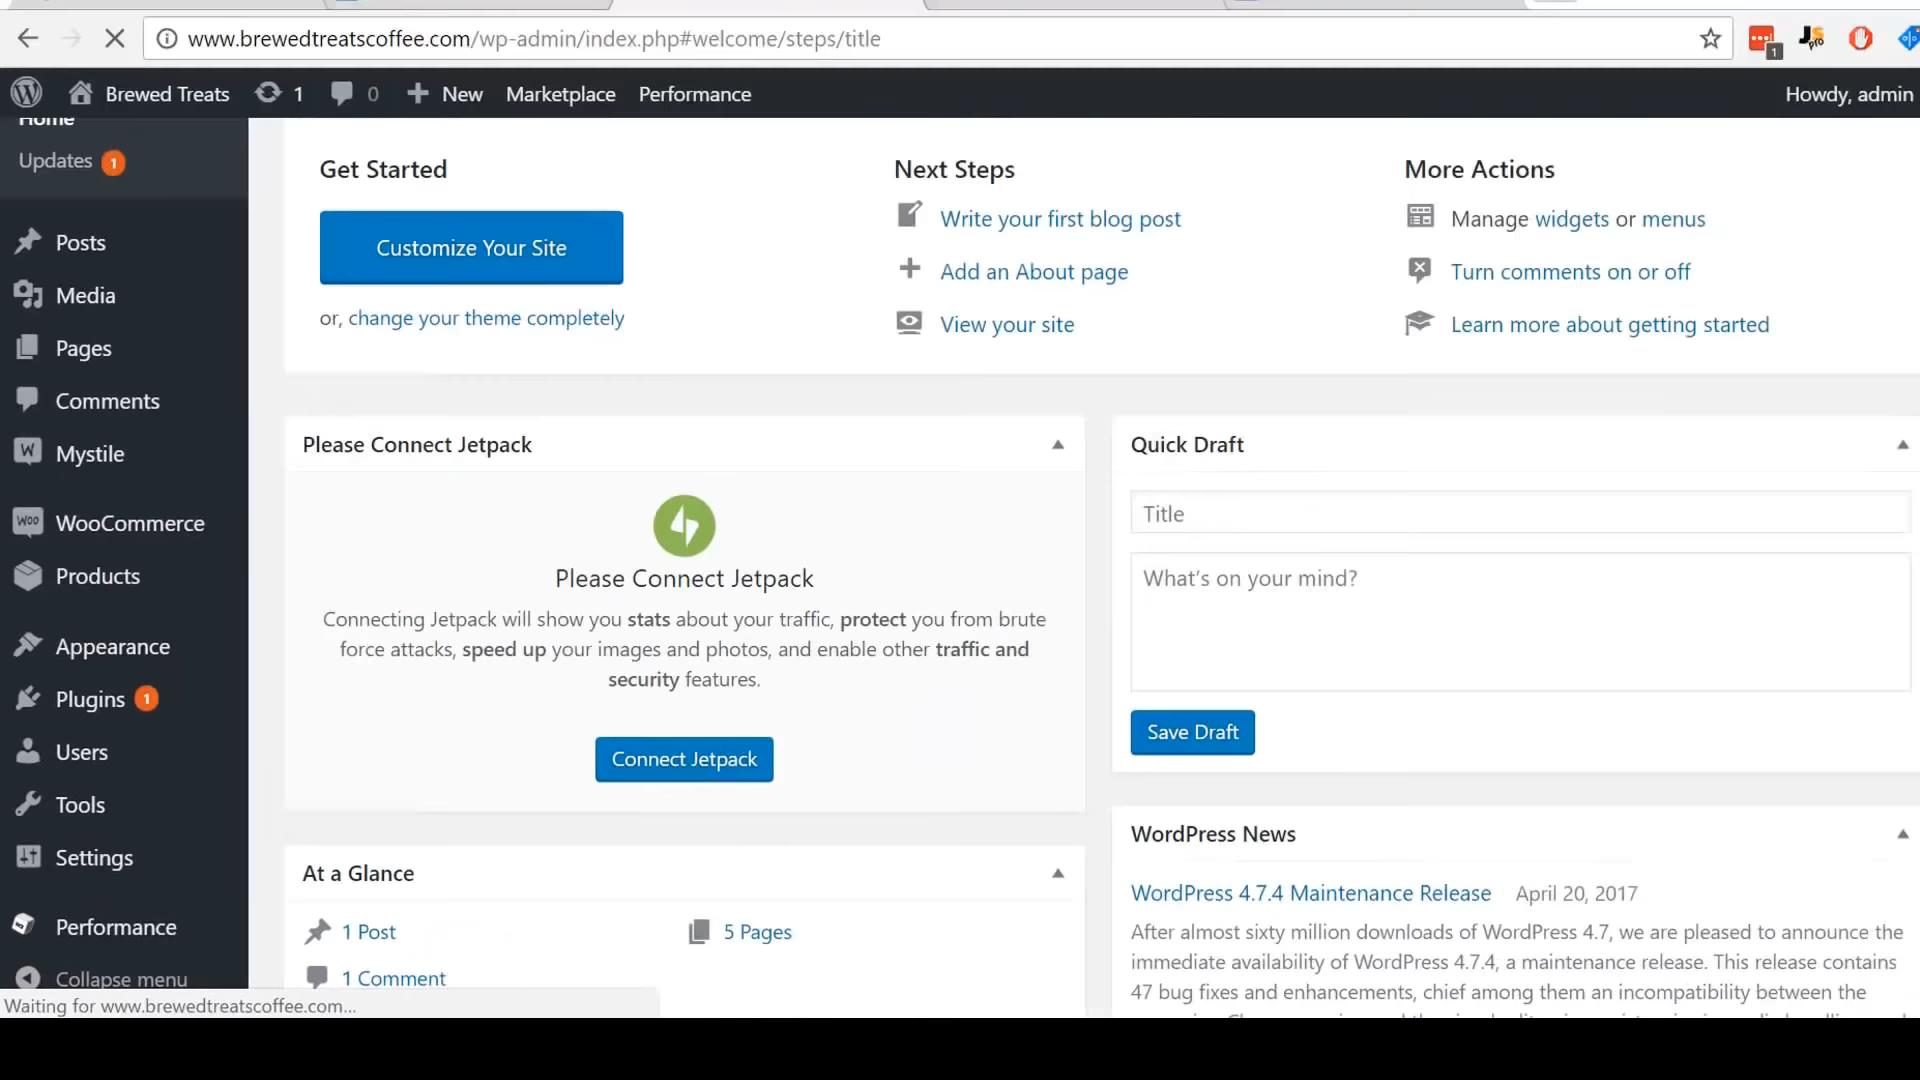 www.brewedtreatscoffee.com/wp-admin/index.php#welcome/steps/title
1
JS pro
Brewed Treats
1
0
New
Marketplace
Performance
Howdy, admin
Home
Updates 1
Posts
Media
Pages
Comments
Mystile
WooCommerce
Products
Appearance
Plugins 1
Users
Tools
Settings
Performance
Collapse menu
Get Started
Customize Your Site
or, change your theme completely
Next Steps
Write your first blog post
Add an About page
View your site
More Actions
Manage widgets or menus
Turn comments on or off
Learn more about getting started
Please Connect Jetpack
Please Connect Jetpack
Connecting Jetpack will show you stats about your traffic, protect you from brute
force attacks, speed up your images and photos, and enable other traffic and
security features.
Connect Jetpack
At a Glance
1 Post
5 Pages
1 Comment
Quick Draft
Title
What's on your mind?
Save Draft
WordPress News
WordPress 4.7.4 Maintenance Release April 20, 2017
After almost sixty million downloads of WordPress 4.7, we are pleased to announce the
immediate availability of WordPress 4.7.4, a maintenance release. This release contains
47 bug fixes and enhancements, chief among them an incompatibility between the
Waiting for www.brewedtreatscoffee.com...